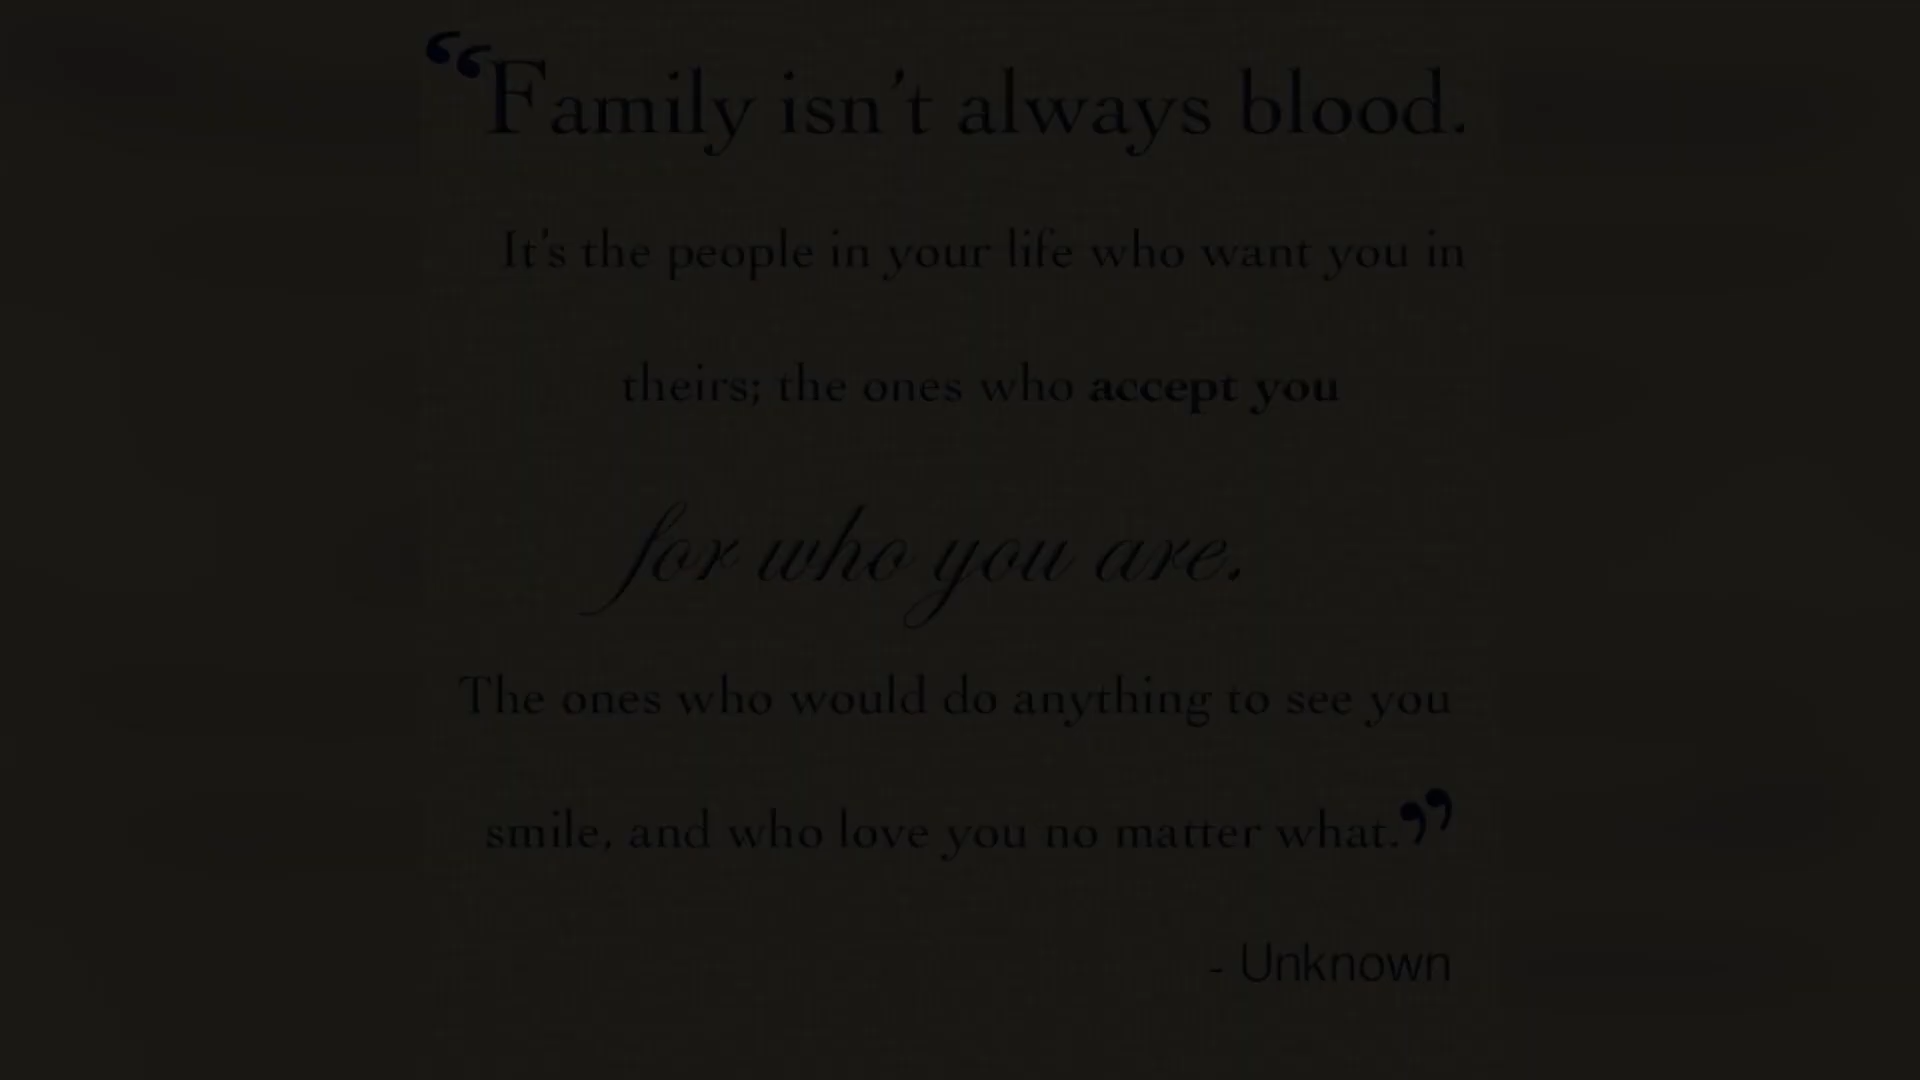 “Family isn’t always blood.
It’s the people in your life who want you in
theirs; the ones who accept you
for who you are.
The ones who would do anything to see you
smile, and who love you no matter what.”
- Unknown